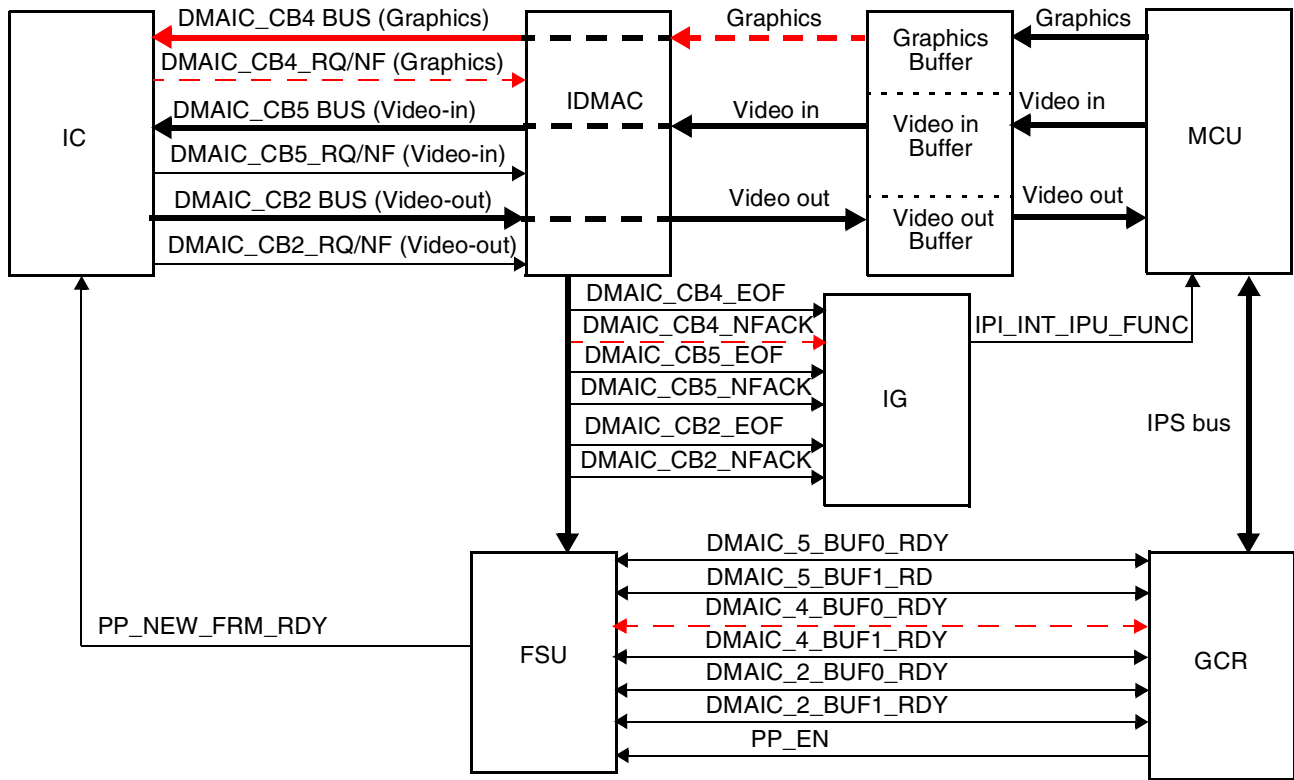 DMAIC_CB4 BUS (Graphics)
DMAIC_CB4_RQ/NF (Graphics)
DMAIC_CB5 BUS (Video-in)
DMAIC_CB5_RQ/NF (Video-in)
DMAIC_CB2 BUS (Video-out)
DMAIC_CB2_RQ/NF (Video-out)
IC
IDMAC
Graphics
Video in
Video out
Graphics
Buffer
Video in
Buffer
Video out
Buffer
Graphics
Video in
Video out
MCU
DMAIC_CB4_EOF
DMAIC_CB4_NFACK
DMAIC_CB5_EOF
DMAIC_CB5_NFACK
DMAIC_CB2_EOF
DMAIC_CB2_NFACK
IG
IPI_INT_IPU_FUNC
IPS bus
PP_NEW_FRM_RDY
FSU
DMAIC_5_BUF0_RDY
DMAIC_5_BUF1_RD
DMAIC_4_BUF0_RDY
DMAIC_4_BUF1_RDY
DMAIC_2_BUF0_RDY
DMAIC_2_BUF1_RDY
PP_EN
GCR